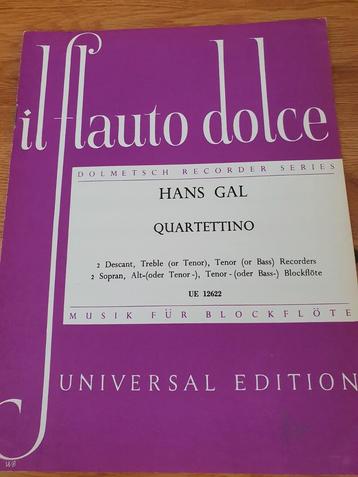 il flauto dolce
DOLMETSCH RECORDER SERIES
HANS GAL
QUARTETTINO
2 Descant, Treble (or Tenor), Tenor (or Bass) Recorders
2 Sopran, Alt-(oder Tenor-), Tenor-(oder Bass-) Blockflöte
UE 12622
MUSIK FÜR BLOCKFLÖTE
UNIVERSAL EDITION